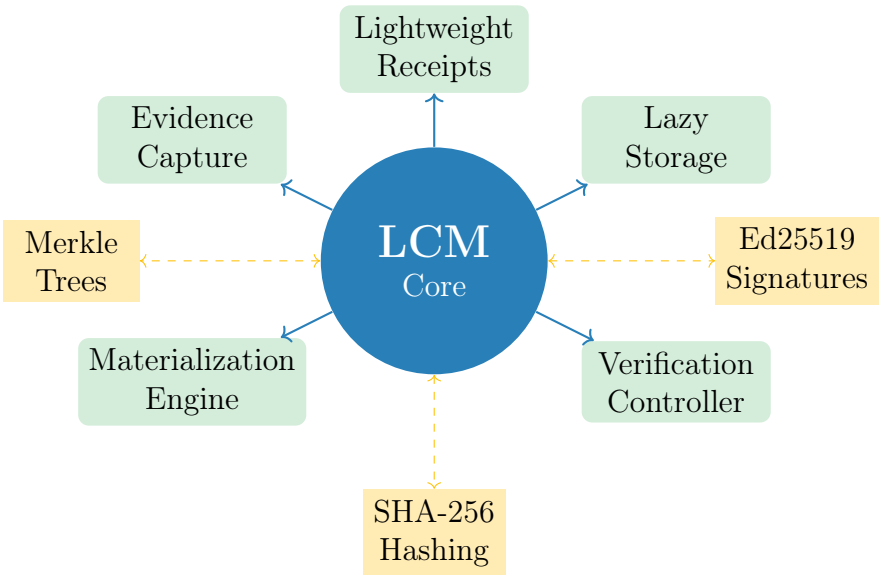 Lightweight
Receipts
Evidence
Capture
Lazy
Storage
Merkle
Trees
LCM
Core
Ed25519
Signatures
Materialization
Engine
Verification
Controller
SHA-256
Hashing